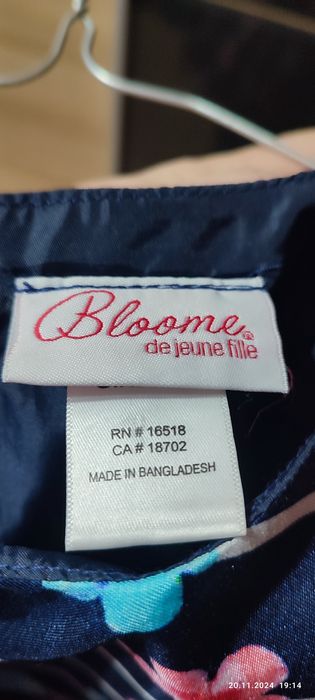 Bloome®
de jeune fille
RN # 16518
CA # 18702
MADE IN BANGLADESH
20.11.2024 19:14